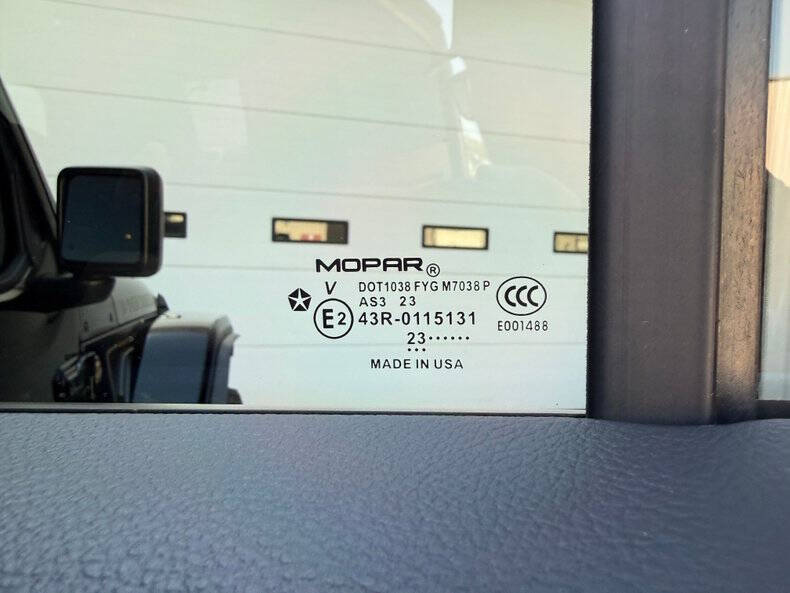 MOPAR®
V DOT1038 FYG M7038 P
AS3 23
E2 43R-0115131
23······
···
MADE IN USA
CCC
E001488